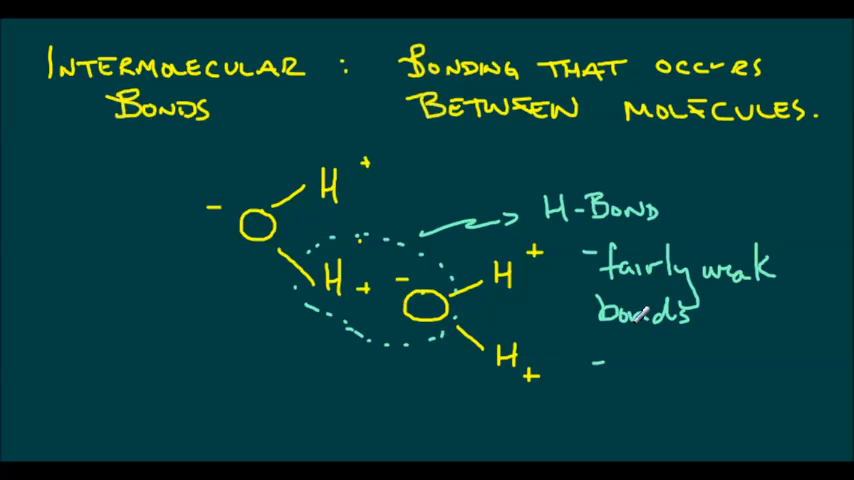 INTERMOLECULAR : BONDING THAT OCCURS
BONDS BETWEEN MOLECULES.
H +
- O
H-BOND
H + - O H +
- fairly weak
bonds
H +
-